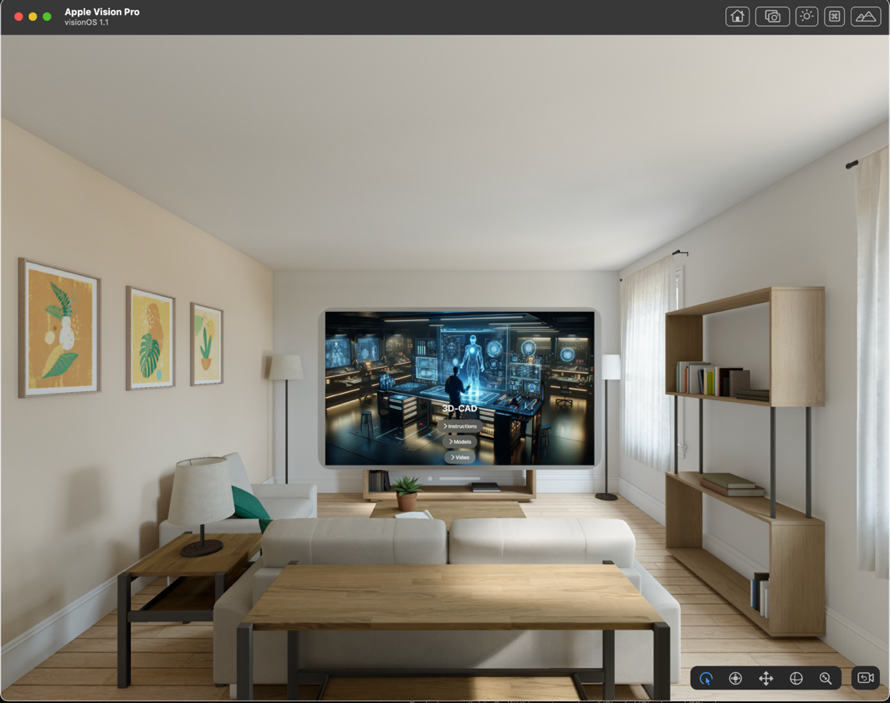 Apple Vision Pro
visionOS 1.1
3D-CAD
Instructions
Models
Video